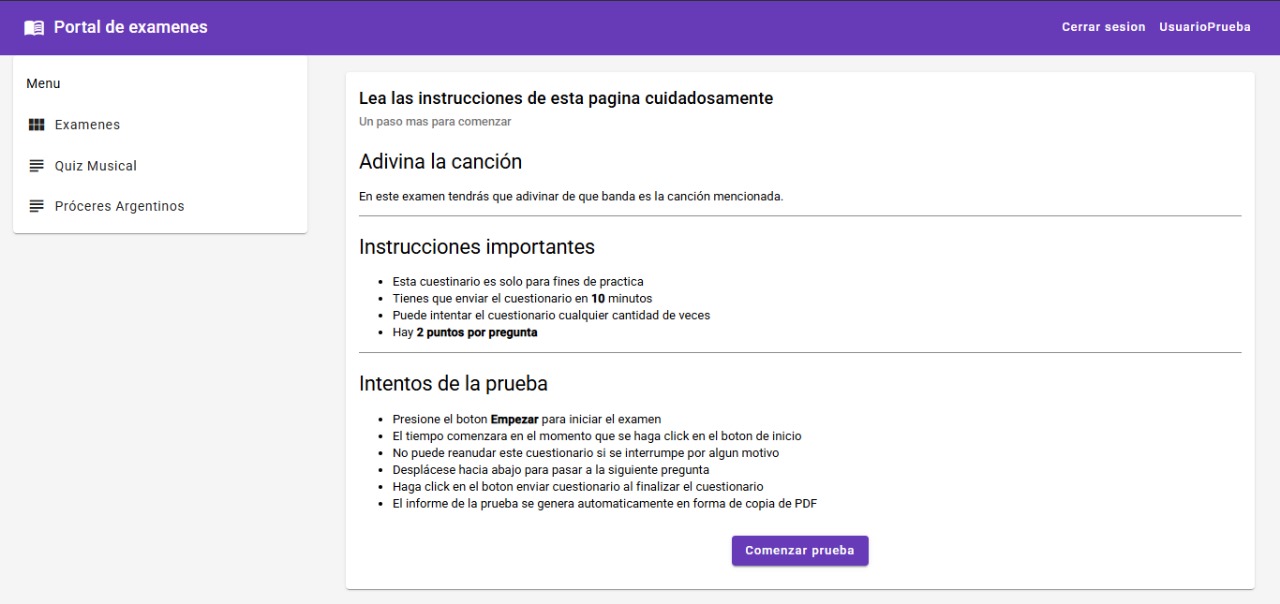 Portal de examenes
Cerrar sesion
UsuarioPrueba
Menu
Examenes
Quiz Musical
Próceres Argentinos
Lea las instrucciones de esta pagina cuidadosamente
Un paso mas para comenzar
Adivina la canción
En este examen tendrás que adivinar de que banda es la canción mencionada.
Instrucciones importantes
Esta cuestinario es solo para fines de practica
Tienes que enviar el cuestionario en 10 minutos
Puede intentar el cuestionario cualquier cantidad de veces
Hay 2 puntos por pregunta
Intentos de la prueba
Presione el boton Empezar para iniciar el examen
El tiempo comenzara en el momento que se haga click en el boton de inicio
No puede reanudar este cuestionario si se interrumpe por algun motivo
Desplácese hacia abajo para pasar a la siguiente pregunta
Haga click en el boton enviar cuestionario al finalizar el cuestionario
El informe de la prueba se genera automaticamente en forma de copia de PDF
Comenzar prueba